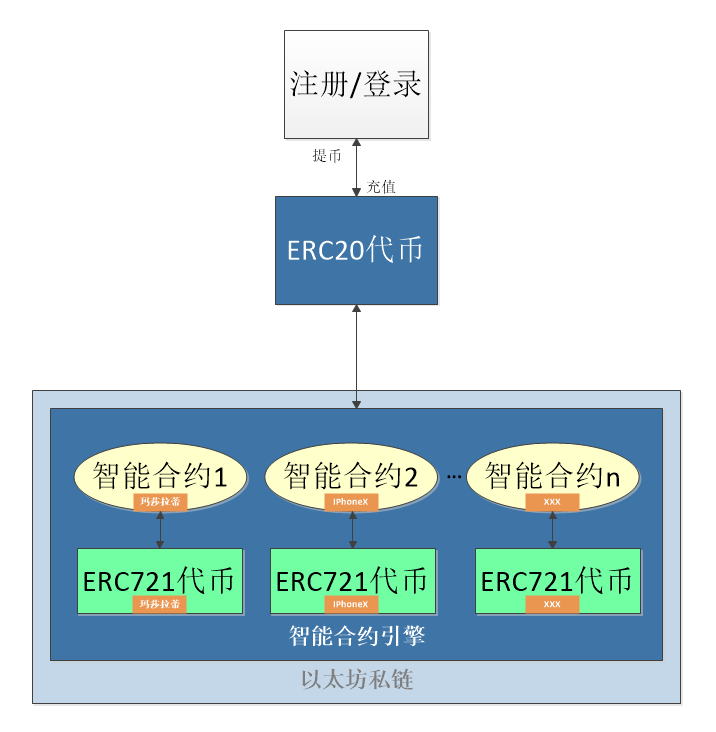 注册/登录
提币
充值
ERC20代币
智能合约1
智能合约2
...
智能合约n
玛莎拉蒂
IPhoneX
XXX
ERC721代币
ERC721代币
ERC721代币
玛莎拉蒂
IPhoneX
XXX
智能合约引擎
以太坊私链